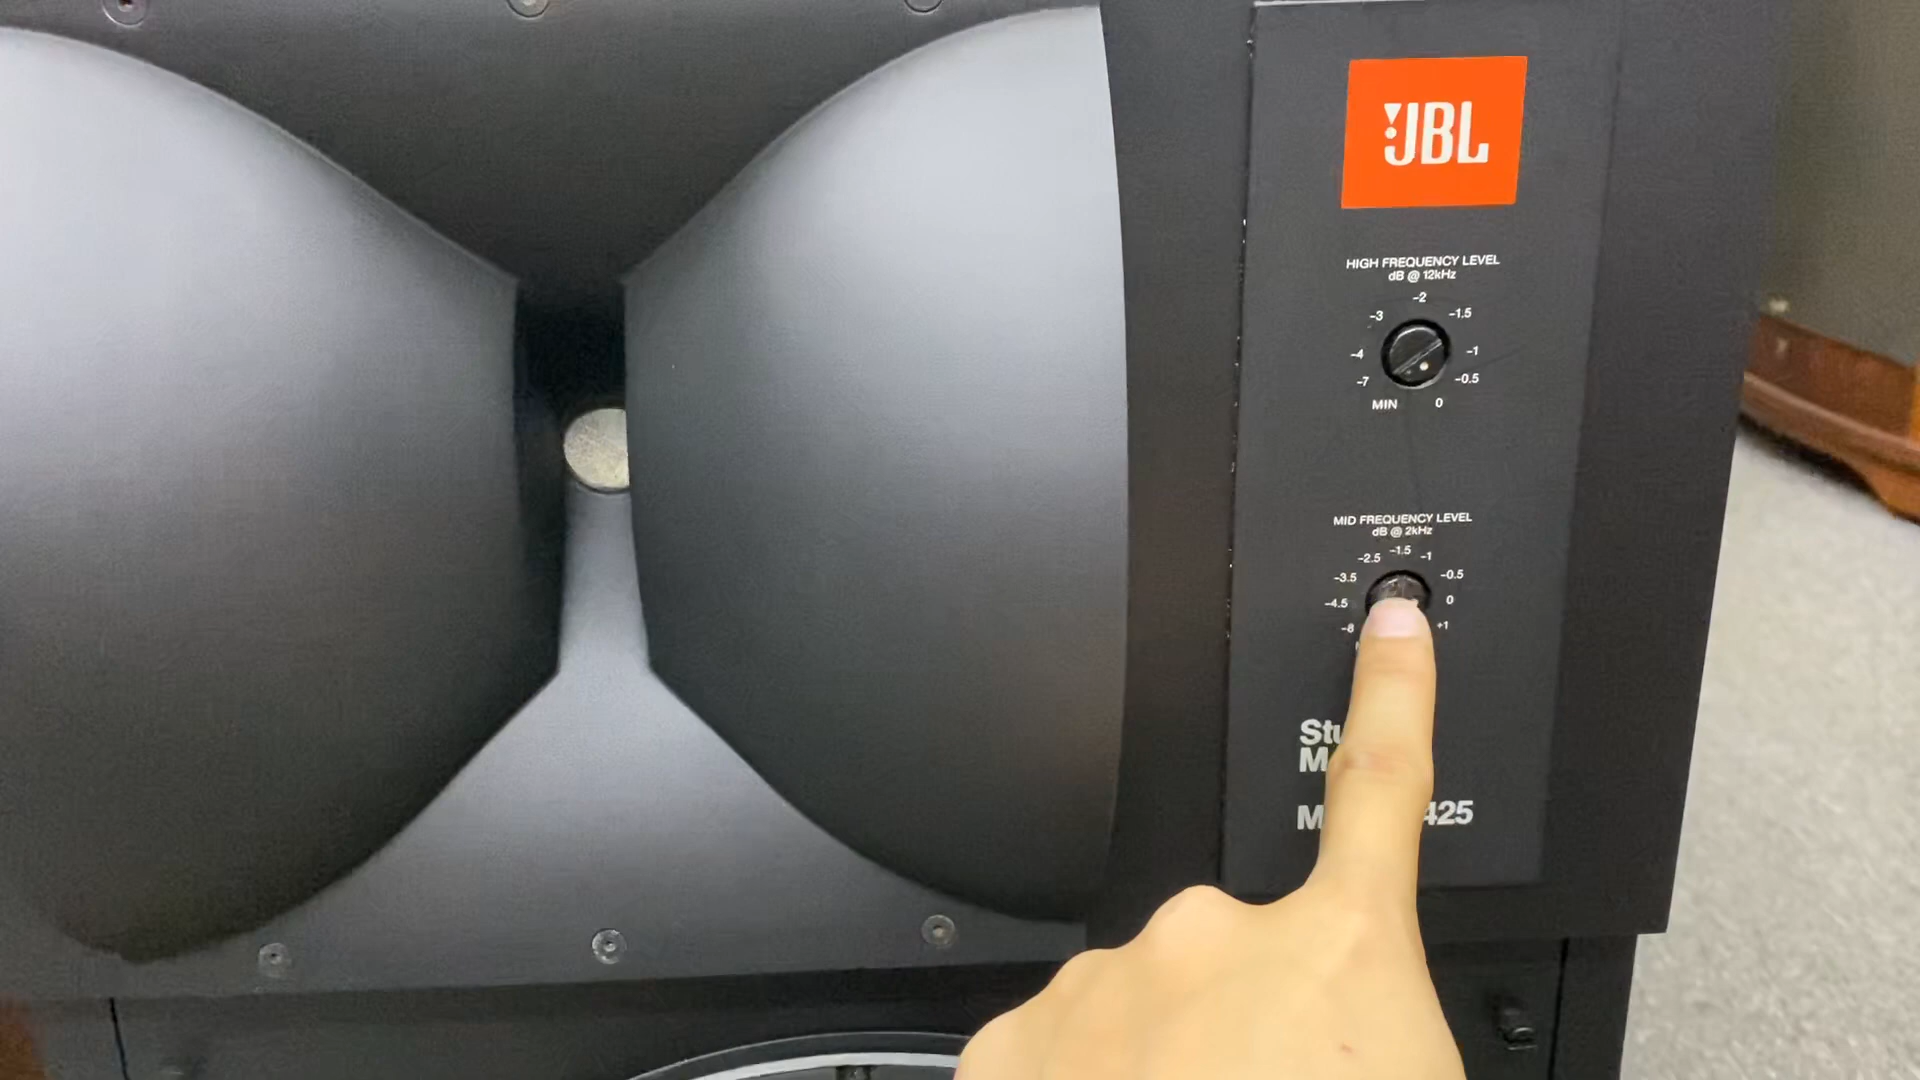 JBL
HIGH FREQUENCY LEVEL
dB @ 12kHz
-2
-3 -1.5
-4 -1
-7 -0.5
MIN 0
MID FREQUENCY LEVEL
dB @ 2kHz
-2.5 -1.5 -1
-3.5 -0.5
-4.5 0
-8 +1
Stu
M
M 425